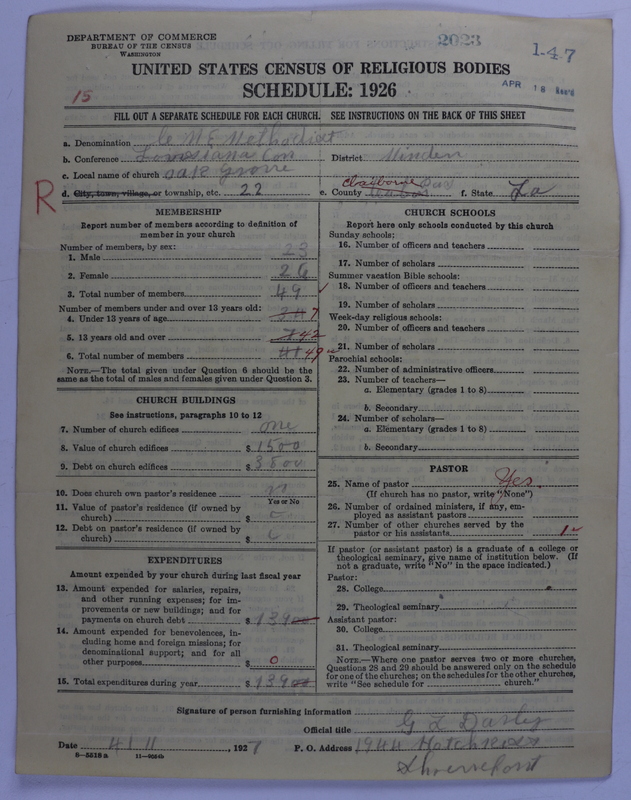 DEPARTMENT OF COMMERCE
BUREAU OF THE CENSUS
WASHINGTON
2023
1-47
APR 18
UNITED STATES CENSUS OF RELIGIOUS BODIES
SCHEDULE: 1926
15
FILL OUT A SEPARATE SCHEDULE FOR EACH CHURCH. SEE INSTRUCTIONS ON THE BACK OF THIS SHEET
a. Denomination C M E Methodist
b. Conference Louisiana Con District Minden
c. Local name of church Oak Grove
R
d. City, town, village, or township, etc. 22 e. County Claiborne f. State La
MEMBERSHIP
Report number of members according to definition of
member in your church
Number of members, by sex:
1. Male 23
2. Female 26
3. Total number of members 49
Number of members under and over 13 years old:
4. Under 13 years of age 7
5. 13 years old and over 42
6. Total number of members 49
NOTE.—The total given under Question 6 should be the
same as the total of males and females given under Question 3.
CHURCH BUILDINGS
See instructions, paragraphs 10 to 12
7. Number of church edifices one
8. Value of church edifices $ 1500
9. Debt on church edifices $
10. Does church own pastor's residence
Yes or No
11. Value of pastor's residence (if owned by
church) $
12. Debt on pastor's residence (if owned by
church) $
EXPENDITURES
Amount expended by your church during last fiscal year
13. Amount expended for salaries, repairs,
and other running expenses; for im-
provements or new buildings; and for
payments on church debt $ 139 00
14. Amount expended for benevolences, in-
cluding home and foreign missions; for
denominational support; and for all
other purposes $ 0
15. Total expenditures during year $ 139 00
CHURCH SCHOOLS
Report here only schools conducted by this church
Sunday schools:
16. Number of officers and teachers
17. Number of scholars
Summer vacation Bible schools:
18. Number of officers and teachers
19. Number of scholars
Week-day religious schools:
20. Number of officers and teachers
21. Number of scholars
Parochial schools:
22. Number of administrative officers
23. Number of teachers—
a. Elementary (grades 1 to 8)
b. Secondary
24. Number of scholars—
a. Elementary (grades 1 to 8)
b. Secondary
PASTOR
25. Name of pastor Yes
(If church has no pastor, write "None")
26. Number of ordained ministers, if any, em-
ployed as assistant pastors
27. Number of other churches served by the
pastor or his assistants 1
If pastor (or assistant pastor) is a graduate of a college or
theological seminary, give name of institution below. (If
not a graduate, write "No" in the space indicated.)
Pastor:
28. College
29. Theological seminary
Assistant pastor:
30. College
31. Theological seminary
NOTE.—Where one pastor serves two or more churches,
Questions 28 and 29 should be answered only on the schedule
for one of the churches; on the schedules for the other churches,
write "See schedule for church."
Signature of person furnishing information
Official title G L Darby
Date 4 / 11, 1927 P. O. Address 1944
8-5518a